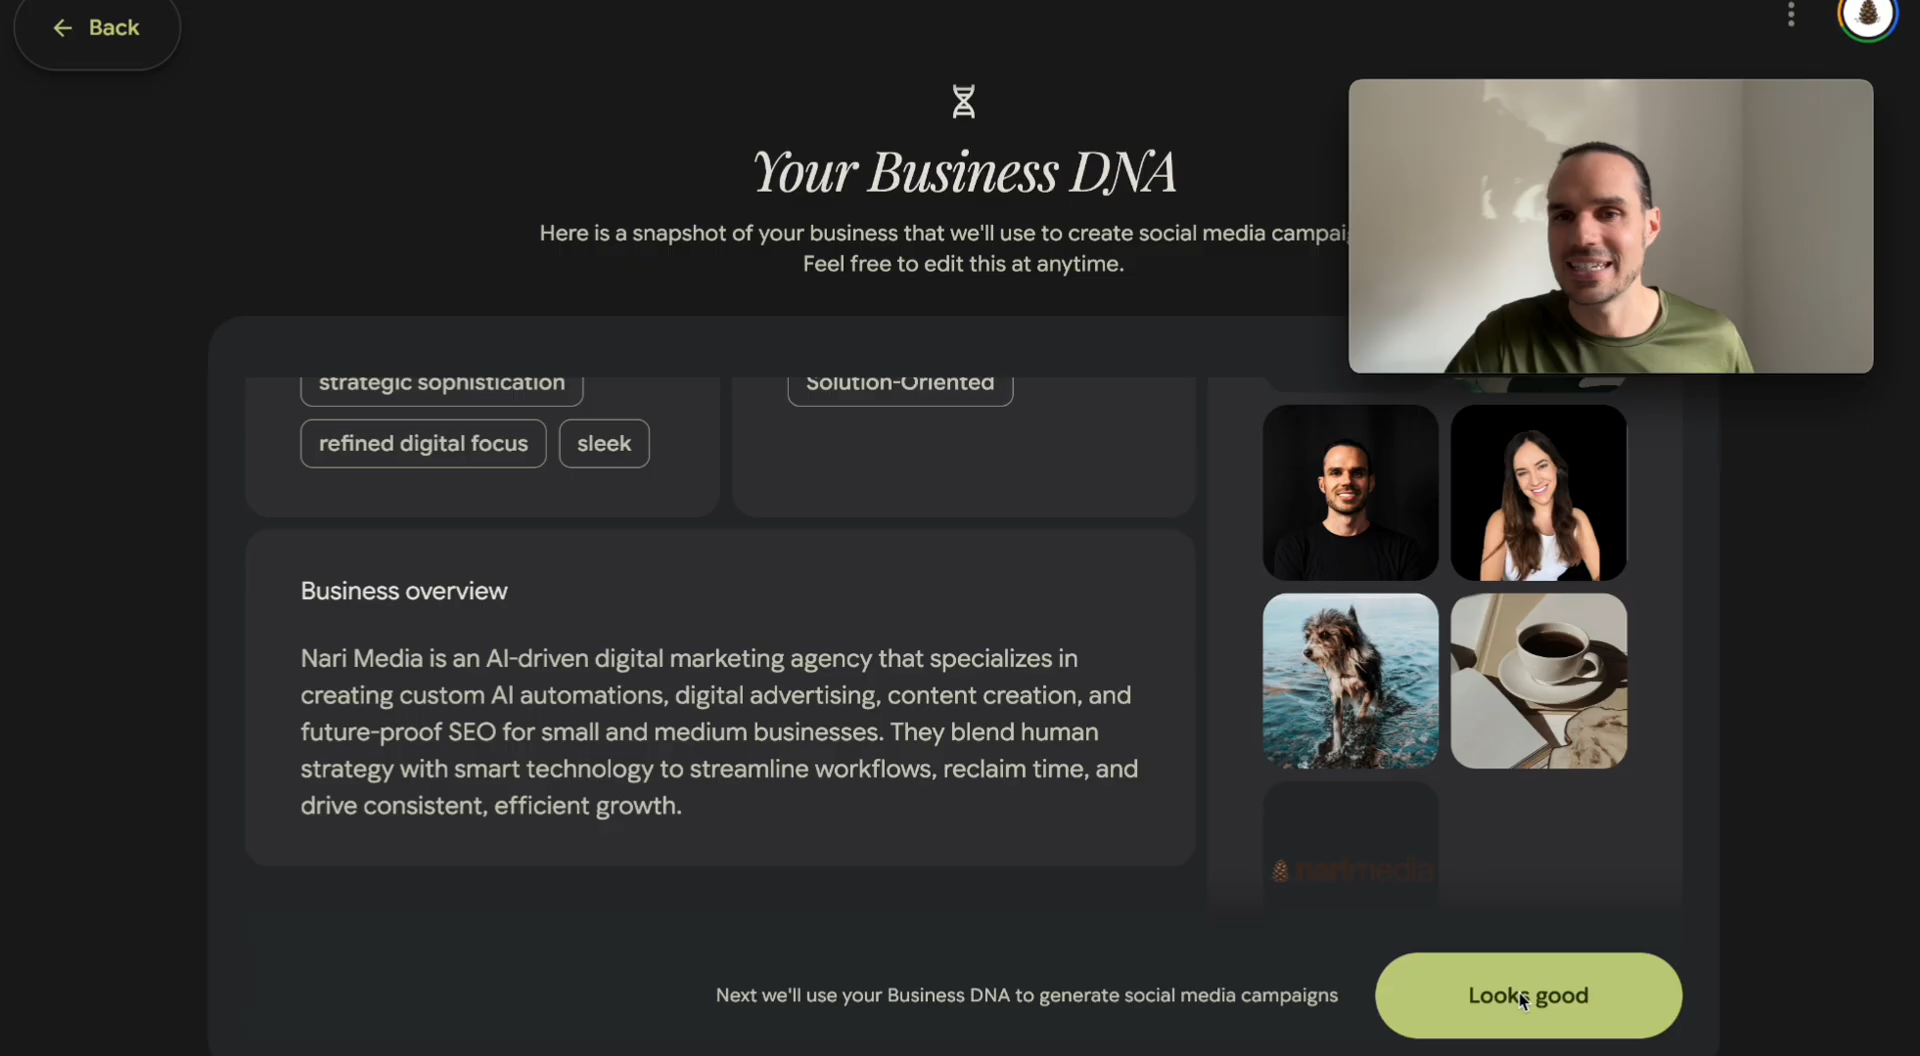 Back
Your Business DNA
Here is a snapshot of your business that we'll use to create social media
Feel free to edit this at anytime.
strategic sophistication
Solution-Oriented
refined digital focus
sleek
Business overview
Nari Media is an AI-driven digital marketing agency that specializes in
creating custom AI automations, digital advertising, content creation, and
future-proof SEO for small and medium businesses. They blend human
strategy with smart technology to streamline workflows, reclaim time, and
drive consistent, efficient growth.
narimedia
Next we'll use your Business DNA to generate social media campaigns
Looks good